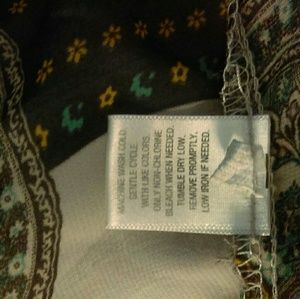 MACHINE WASH COLD
GENTLE CYCLE.
WITH LIKE COLORS.
ONLY NON-CHLORINE
BLEACH WHEN NEEDED.
TUMBLE DRY LOW.
REMOVE PROMPTLY.
LOW IRON IF NEEDED.